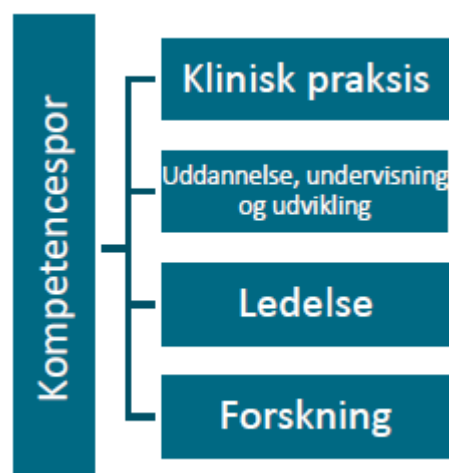 Kompetencespor
Klinisk praksis
Uddannelse, undervisning
og udvikling
Ledelse
Forskning